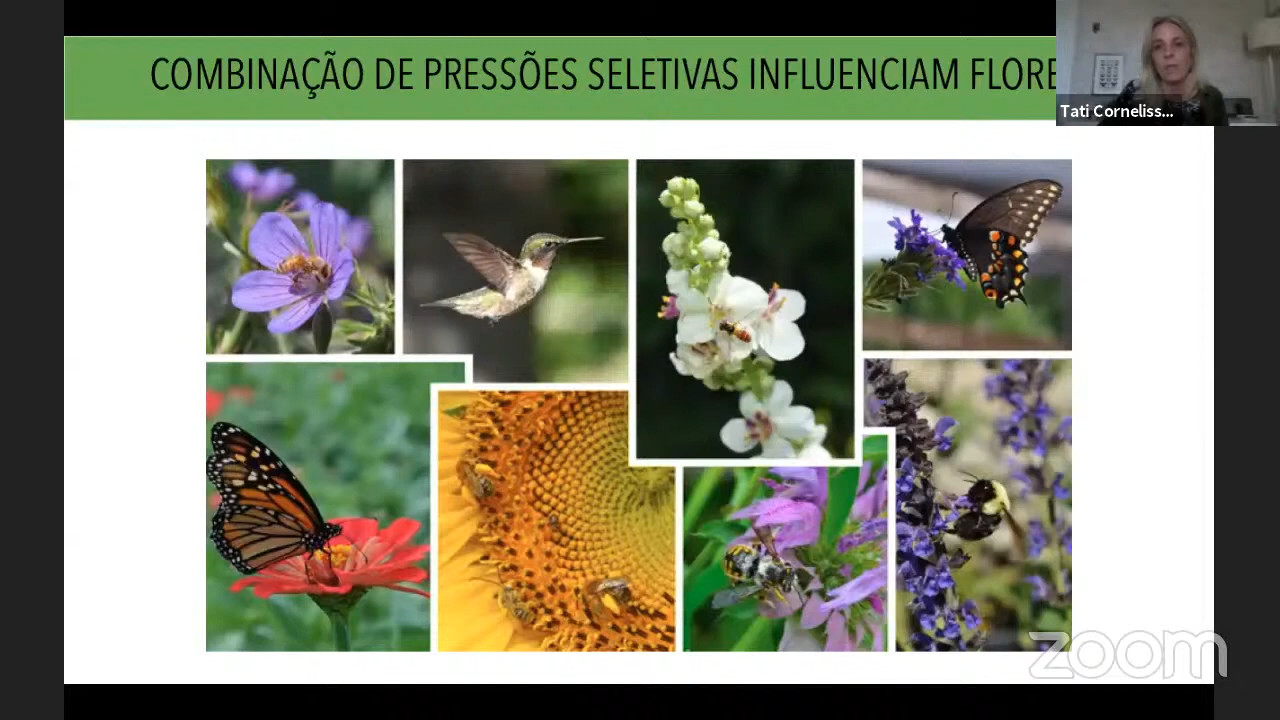 COMBINAÇÃO DE PRESSÕES SELETIVAS INFLUENCIAM FLORE
Tati Corneliss...
zoom